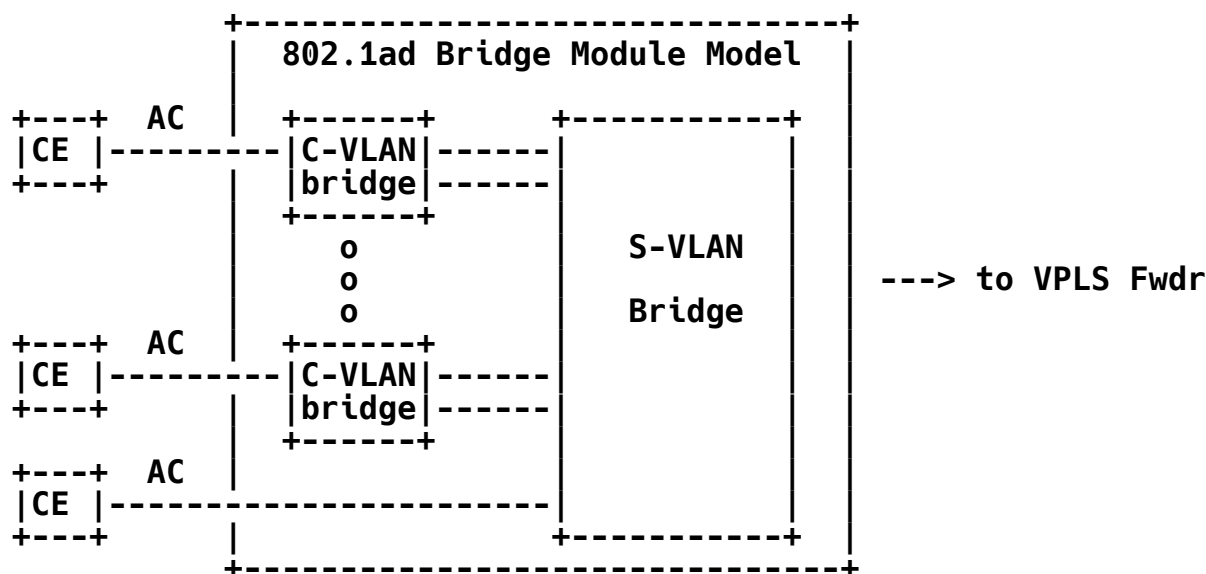 802.1ad Bridge Module Model
AC
CE C-VLAN
bridge
o S-VLAN
o ---> to VPLS Fwdr
o Bridge
AC
CE C-VLAN
bridge
AC
CE